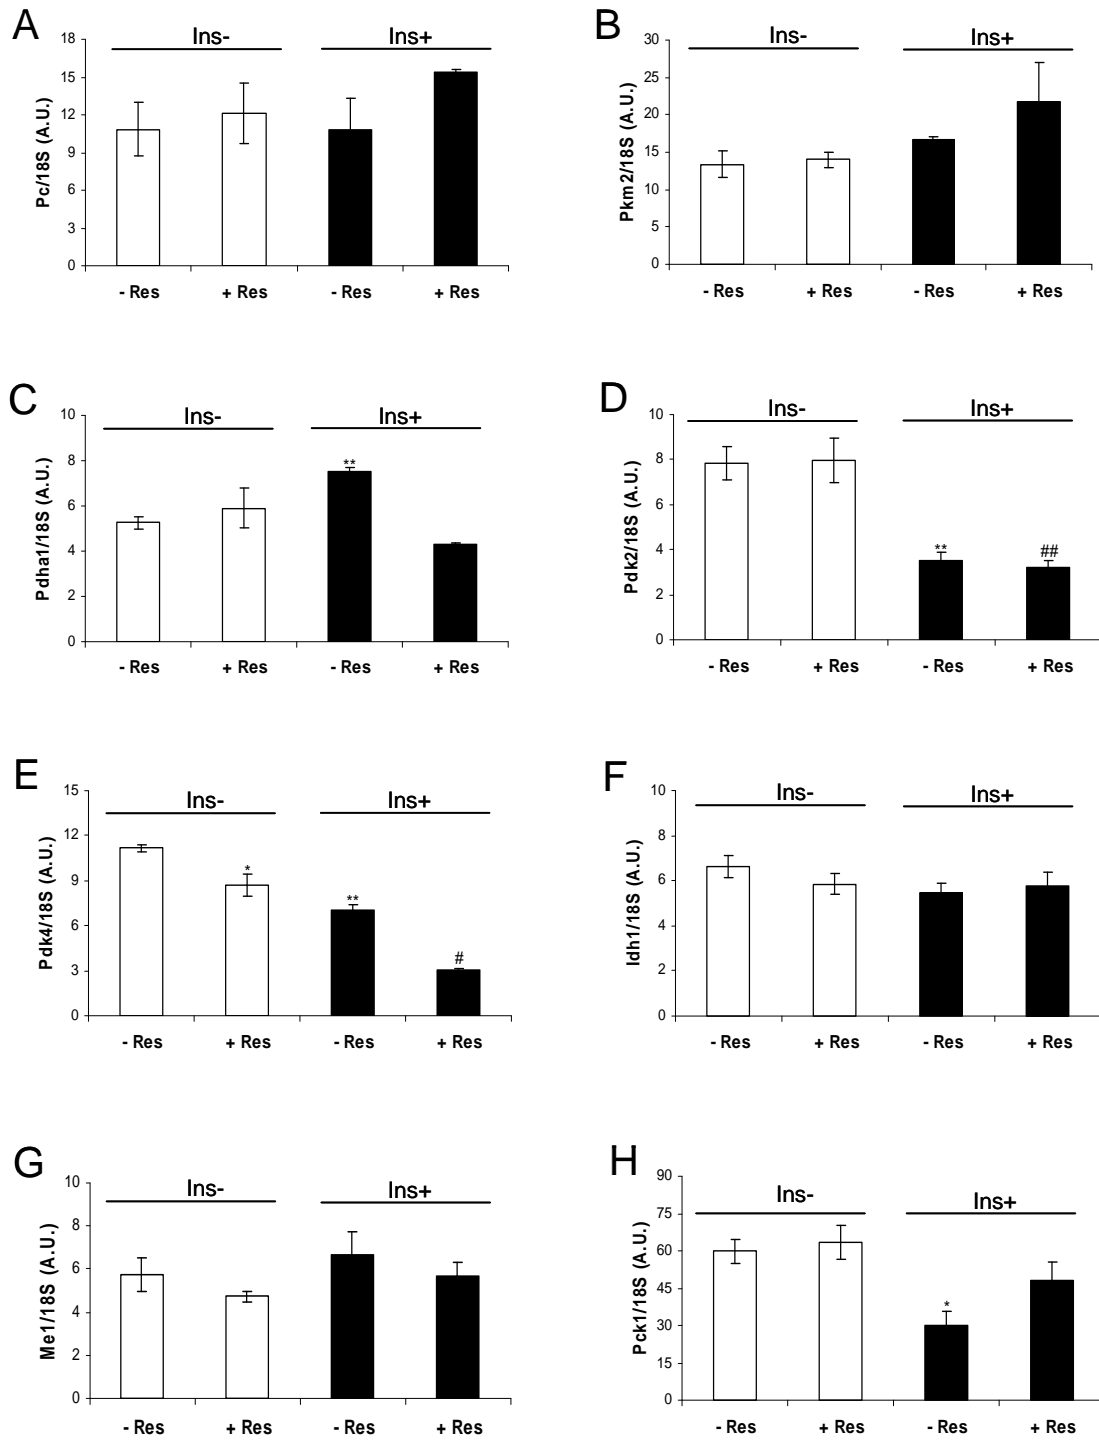 A
Ins-
Ins+
Pc/18S (A.U.)
18
15
12
9
6
3
0
- Res
+ Res
- Res
+ Res
B
Ins-
Ins+
Pkm2/18S (A.U.)
30
25
20
15
10
5
0
- Res
+ Res
- Res
+ Res
C
Ins-
Ins+
Pdha1/18S (A.U.)
10
8
6
4
2
0
**
- Res
+ Res
- Res
+ Res
D
Ins-
Ins+
Pdk2/18S (A.U.)
10
8
6
4
2
0
**
##
- Res
+ Res
- Res
+ Res
E
Ins-
Ins+
Pdk4/18S (A.U.)
15
12
9
6
3
0
*
**
#
- Res
+ Res
- Res
+ Res
F
Ins-
Ins+
Idh1/18S (A.U.)
10
8
6
4
2
0
- Res
+ Res
- Res
+ Res
G
Ins-
Ins+
Me1/18S (A.U.)
10
8
6
4
2
0
- Res
+ Res
- Res
+ Res
H
Ins-
Ins+
Pck1/18S (A.U.)
90
75
60
45
30
15
0
*
- Res
+ Res
- Res
+ Res